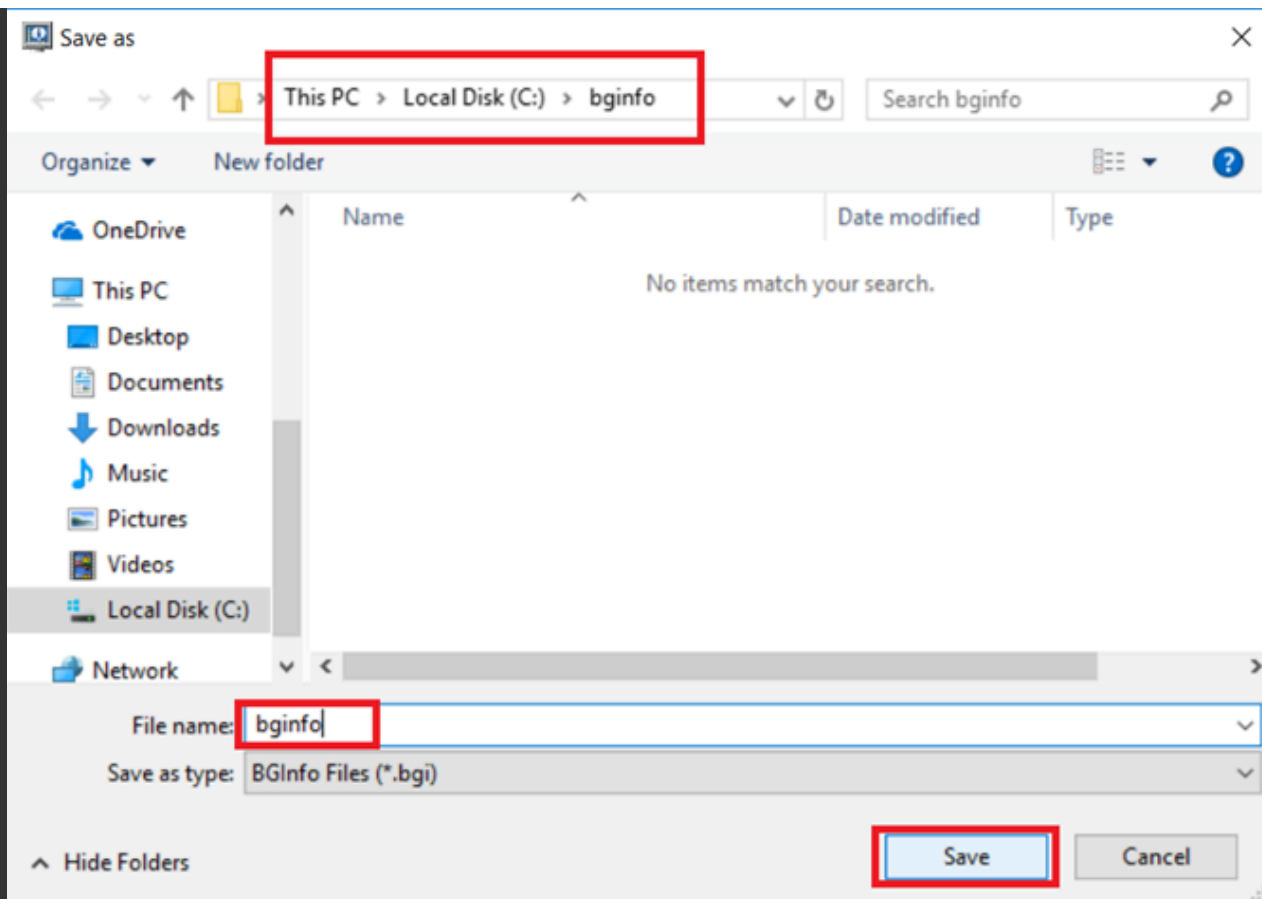 Save as
This PC > Local Disk (C:) > bginfo
Search bginfo
Organize
New folder
Name
Date modified
Type
OneDrive
No items match your search.
This PC
Desktop
Documents
Downloads
Music
Pictures
Videos
Local Disk (C:)
Network
File name: bginfo
Save as type: BGInfo Files (*.bgi)
Hide Folders
Save
Cancel